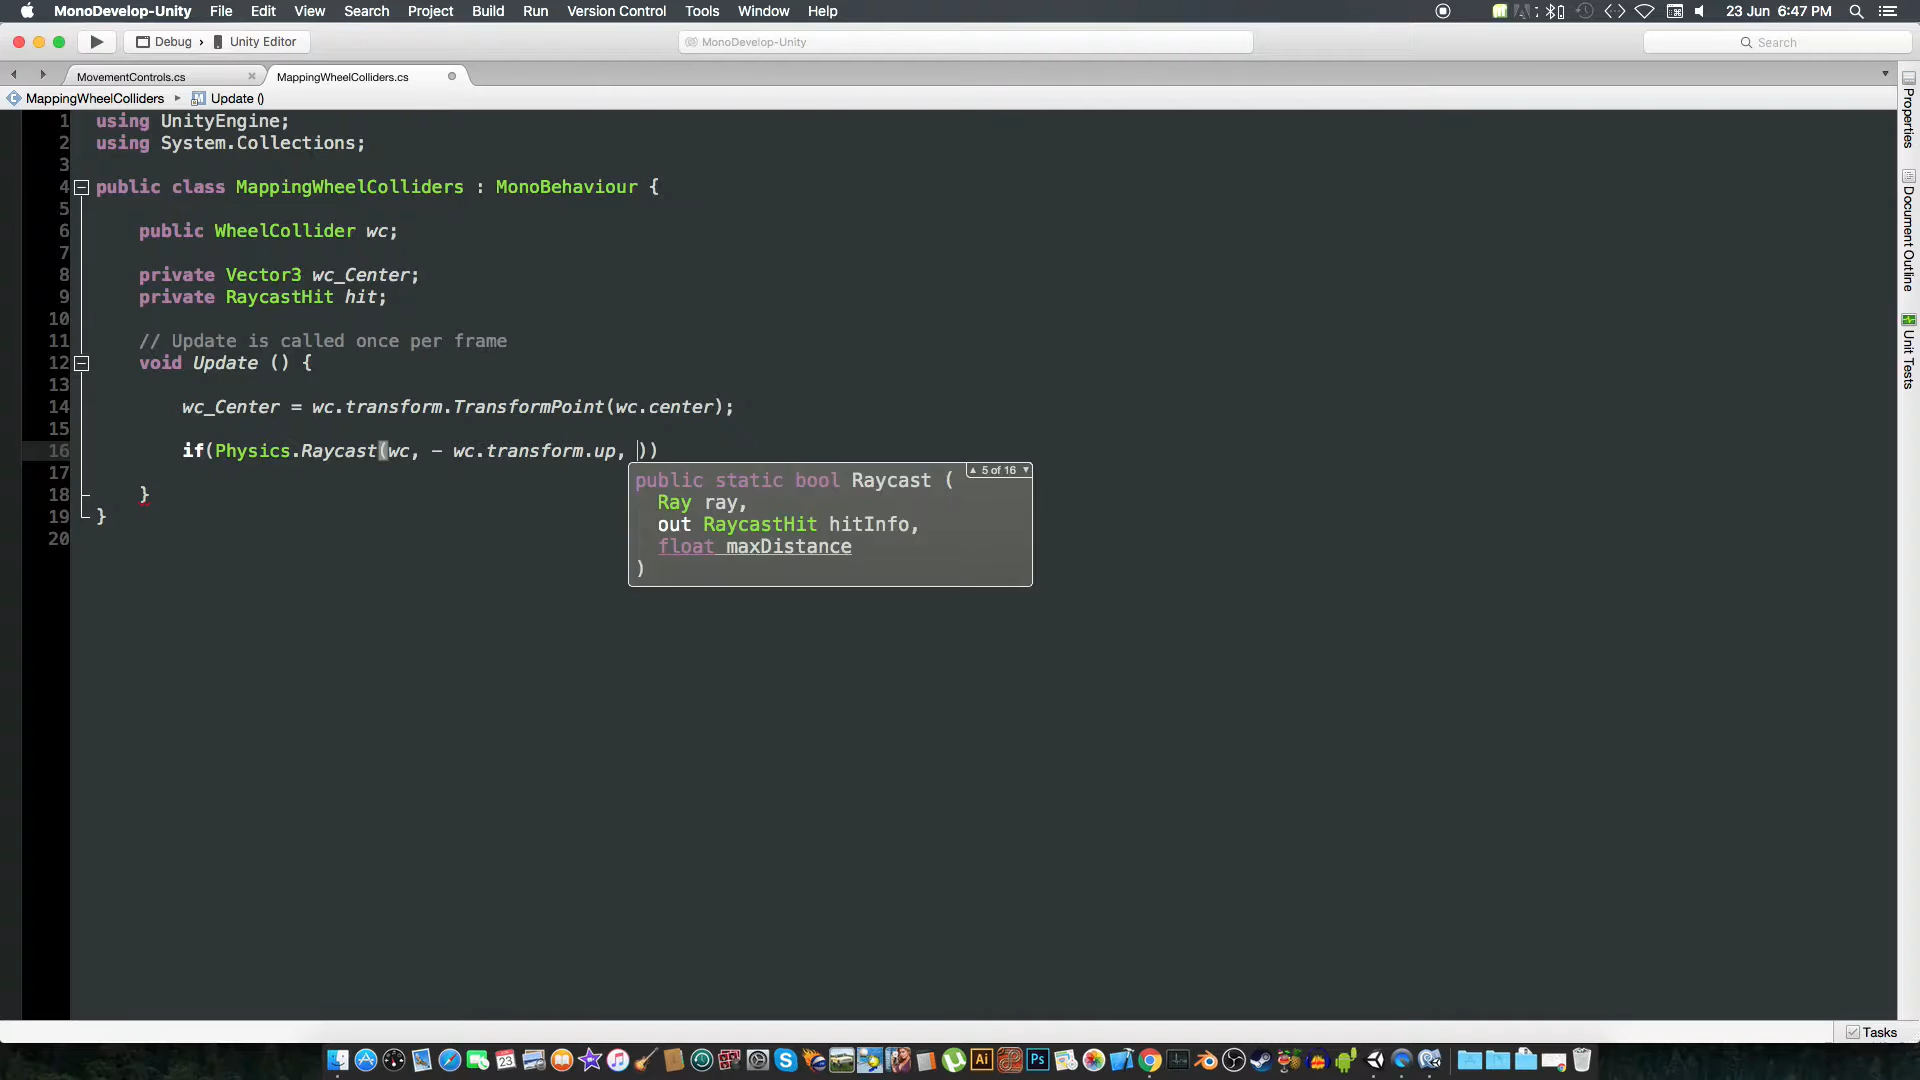 MonoDevelop-Unity File Edit View Search Project Build Run Version Control Tools Window Help 23 Jun 6:47 PM
Debug › Unity Editor MonoDevelop-Unity Search
MovementControls.cs MappingWheelColliders.cs
MappingWheelColliders Update ()
1 using UnityEngine;
2 using System.Collections;
3
4 public class MappingWheelColliders : MonoBehaviour {
5
6 public WheelCollider wc;
7
8 private Vector3 wc_Center;
9 private RaycastHit hit;
10
11 // Update is called once per frame
12 void Update () {
13
14 wc_Center = wc.transform.TransformPoint(wc.center);
15
16 if(Physics.Raycast(wc, - wc.transform.up, ))
17
18 }
19 }
20
5 of 16
public static bool Raycast (
Ray ray,
out RaycastHit hitInfo,
float maxDistance
)
Properties
Document Outline
Unit Tests
Tasks
23
Ai
Ps